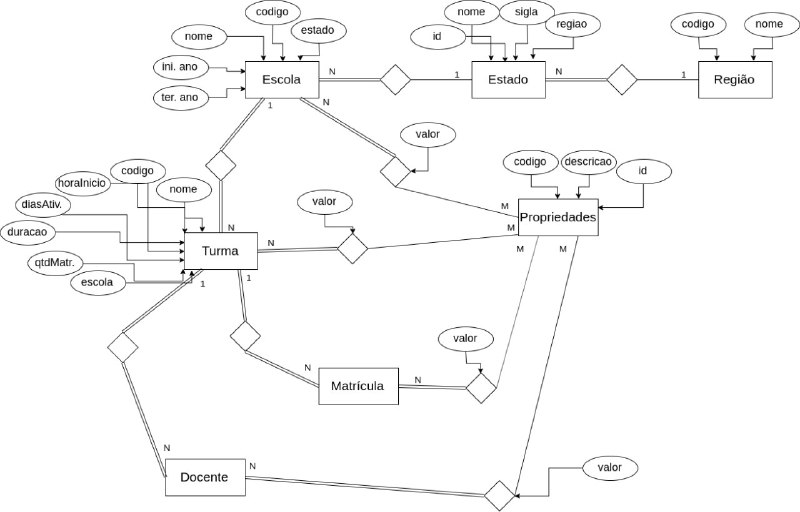 codigo
nome
sigla
nome
estado
regiao
codigo
nome
id
ini. ano
Escola
N
1
Estado
N
1
Região
ter. ano
1
N
valor
codigo
horaInicio
nome
diasAtiv.
valor
codigo
descricao
id
M
Propriedades
duracao
N
Turma
N
M
M
M
qtdMatr.
escola
1
1
valor
N
Matrícula
N
N
Docente
N
valor